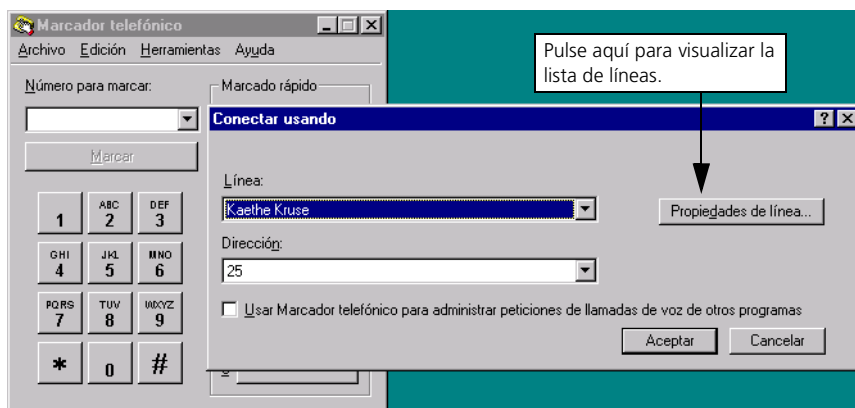 Marcador telefónico
Archivo Edición Herramientas Ayuda
Número para marcar:
Marcado rápido
Marcar
1
ABC 2
DEF 3
GHI 4
JKL 5
MNO 6
PQRS 7
TUV 8
WXYZ 9
*
0
#
Pulse aquí para visualizar la
lista de líneas.
Conectar usando
Línea:
Kaethe Kruse
Propiedades de línea...
Dirección:
25
Usar Marcador telefónico para administrar peticiones de llamadas de voz de otros programas
Aceptar Cancelar